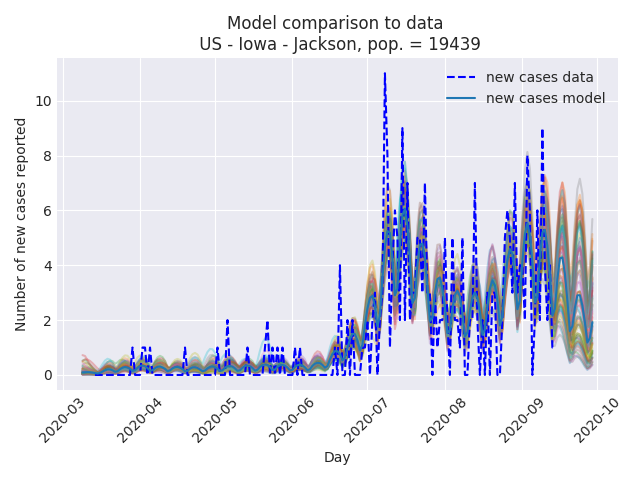 Model comparison to data
US - Iowa - Jackson, pop. = 19439
new cases data
new cases model
Number of new cases reported
10
8
6
4
2
0
2020-03
2020-04
2020-05
2020-06
2020-07
2020-08
2020-09
2020-10
Day